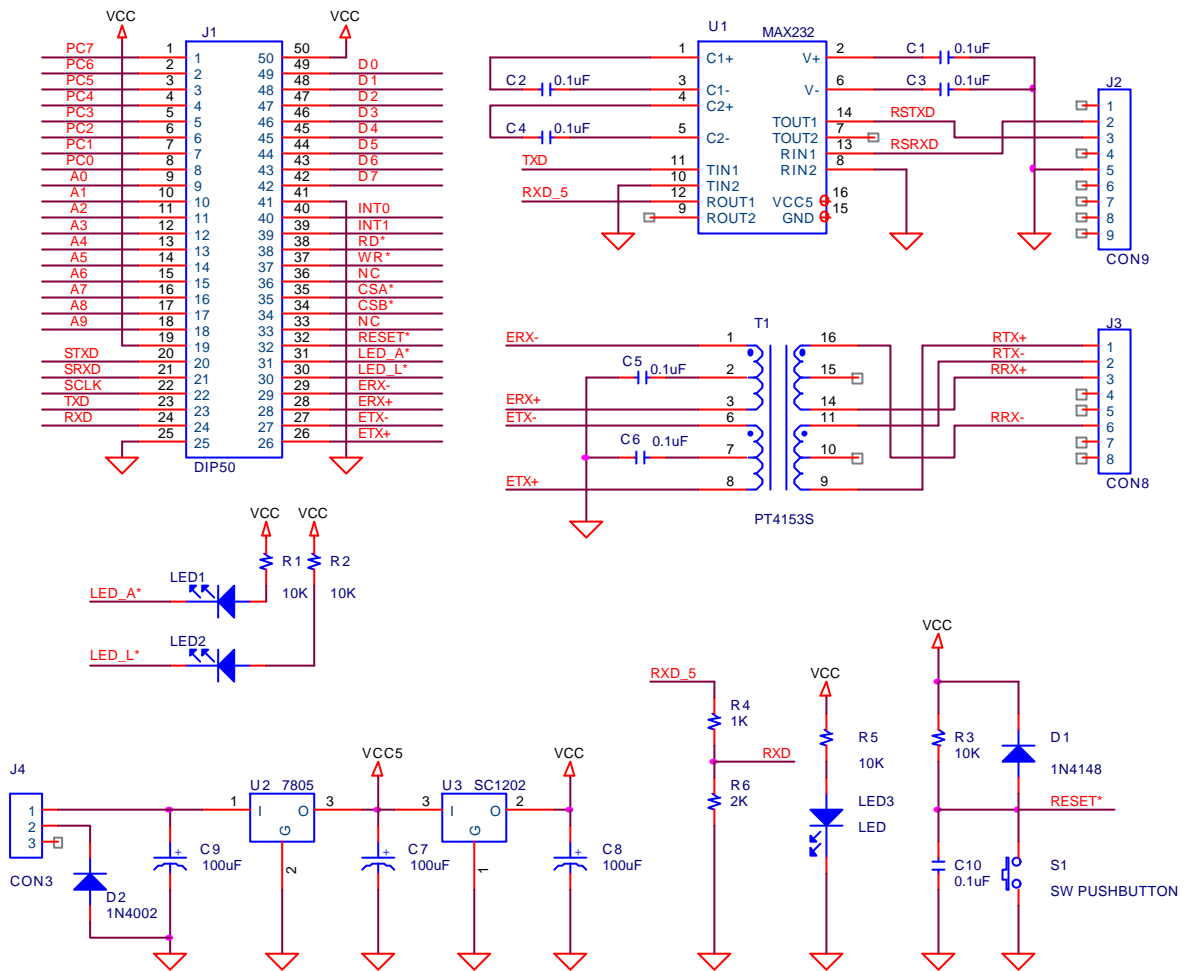 VCC
VCC
J1
PC7 1 1 50 50
PC6 2 2 49 49 D0
PC5 3 3 48 48 D1
PC4 4 4 47 47 D2
PC3 5 5 46 46 D3
PC2 6 6 45 45 D4
PC1 7 7 44 44 D5
PC0 8 8 43 43 D6
A0 9 9 42 42 D7
A1 10 10 41 41
A2 11 11 40 40 INT0
A3 12 12 39 39 INT1
A4 13 13 38 38 RD*
A5 14 14 37 37 WR*
A6 15 15 36 36 NC
A7 16 16 35 35 CSA*
A8 17 17 34 34 CSB*
A9 18 18 33 33 NC
19 19 32 32 RESET*
STXD 20 20 31 31 LED_A*
SRXD 21 21 30 30 LED_L*
SCLK 22 22 29 29 ERX-
TXD 23 23 28 28 ERX+
RXD 24 24 27 27 ETX-
25 25 26 26 ETX+
DIP50
U1 MAX232
1 C1+ V+ 2 C1 0.1uF
C2 0.1uF 3 C1- V- 6 C3 0.1uF
4 C2+
C4 0.1uF 5 C2- TOUT1 14 RSTXD
TOUT2 7
TXD 11 TIN1 RIN1 13 RSRXD
10 TIN2 RIN2 8
RXD_5 12 ROUT1 VCC5 16
9 ROUT2 GND 15
J2
1
2
3
4
5
6
7
8
9
CON9
T1
ERX- 1 16
C5 0.1uF 2 15
ERX+ 3 14
ETX- 6 11
C6 0.1uF 7 10
ETX+ 8 9
PT4153S
J3
RTX+ 1
RTX- 2
RRX+ 3
4
5
RRX- 6
7
8
CON8
VCC VCC
R1 R2
10K 10K
LED1
LED_A*
LED2
LED_L*
J4
1
2
3
CON3
D2
1N4002
C9
100uF
U2 7805
1 I O 3
G
2
VCC5
C7
100uF
U3 SC1202
3 I O 2
G
1
VCC
C8
100uF
RXD_5
R4
1K
RXD
R6
2K
VCC
R5
10K
LED3
LED
VCC
R3
10K
D1
1N4148
RESET*
C10
0.1uF
S1
SW PUSHBUTTON